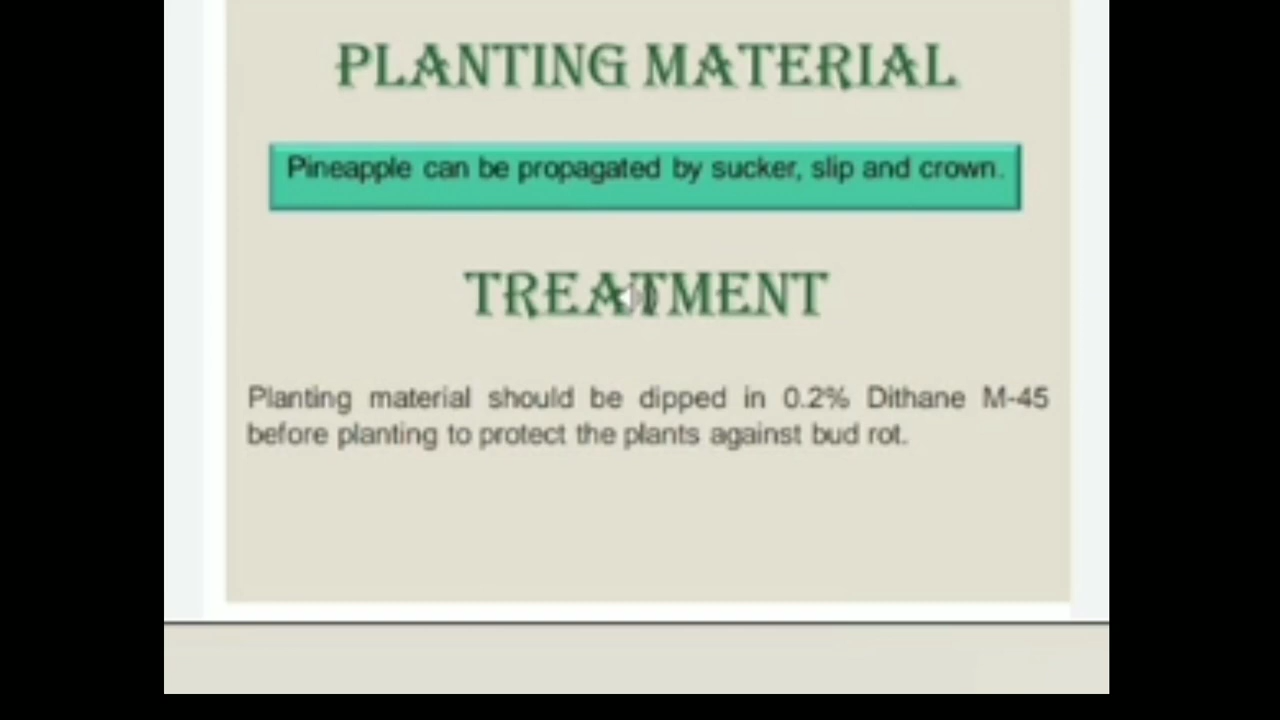 PLANTING MATERIAL
Pineapple can be propagated by sucker, slip and crown.
TREATMENT
Planting material should be dipped in 0.2% Dithane M-45
before planting to protect the plants against bud rot.